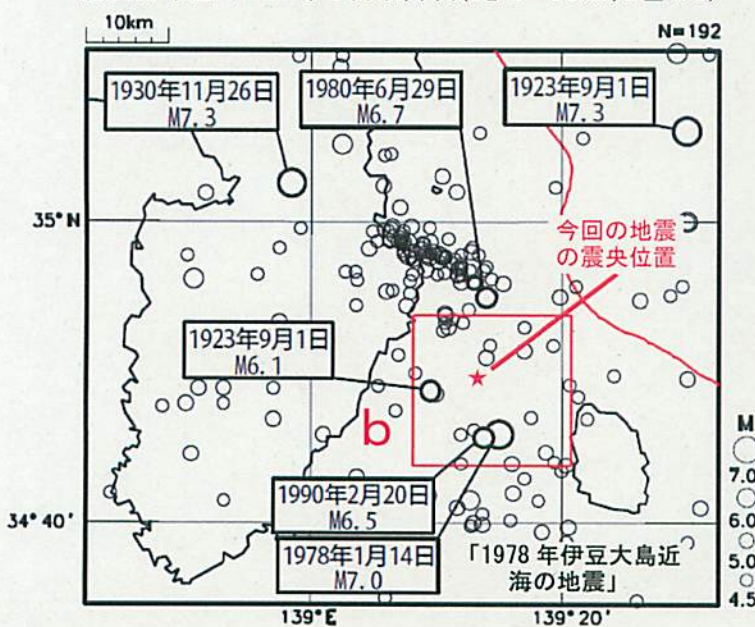 10km
N=192
1930年11月26日
M7.3
1980年6月29日
M6.7
1923年9月1日
M7.3
35°N
今回の地震
の震央位置
1923年9月1日
M6.1
b
1990年2月20日
M6.5
1978年1月14日
M7.0
「1978 年伊豆大島近
海の地震」
34°40'
139°E
139°20'
M
7.0
6.0
5.0
4.5